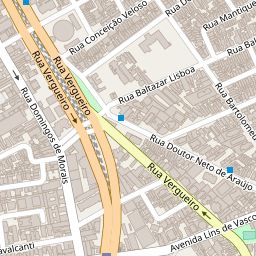 Rua Conceição Veloso
Rua Mantique
Rua Vergueiro
Rua Vergueiro
Rua Baltazar Lisboa
Rua Bartolomeu
Rua Domingos de Morais
Rua Doutor Neto de Araújo
Rua Vergueiro
Avenida Lins de Vasco
avalcanti